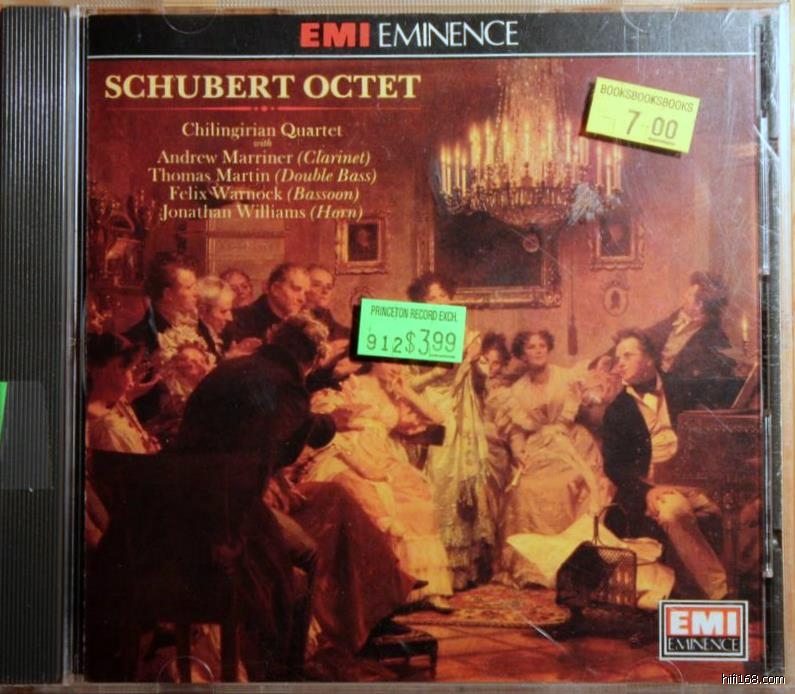 EMI EMINENCE
SCHUBERT OCTET
Chilingirian Quartet
with
Andrew Marriner (Clarinet)
Thomas Martin (Double Bass)
Felix Warnock (Bassoon)
Jonathan Williams (Horn)
BOOKSBOOKSBOOKS
7.00
PRINCETON RECORD EXCH.
912 $3.99
EMI
EMINENCE
hifi168.com